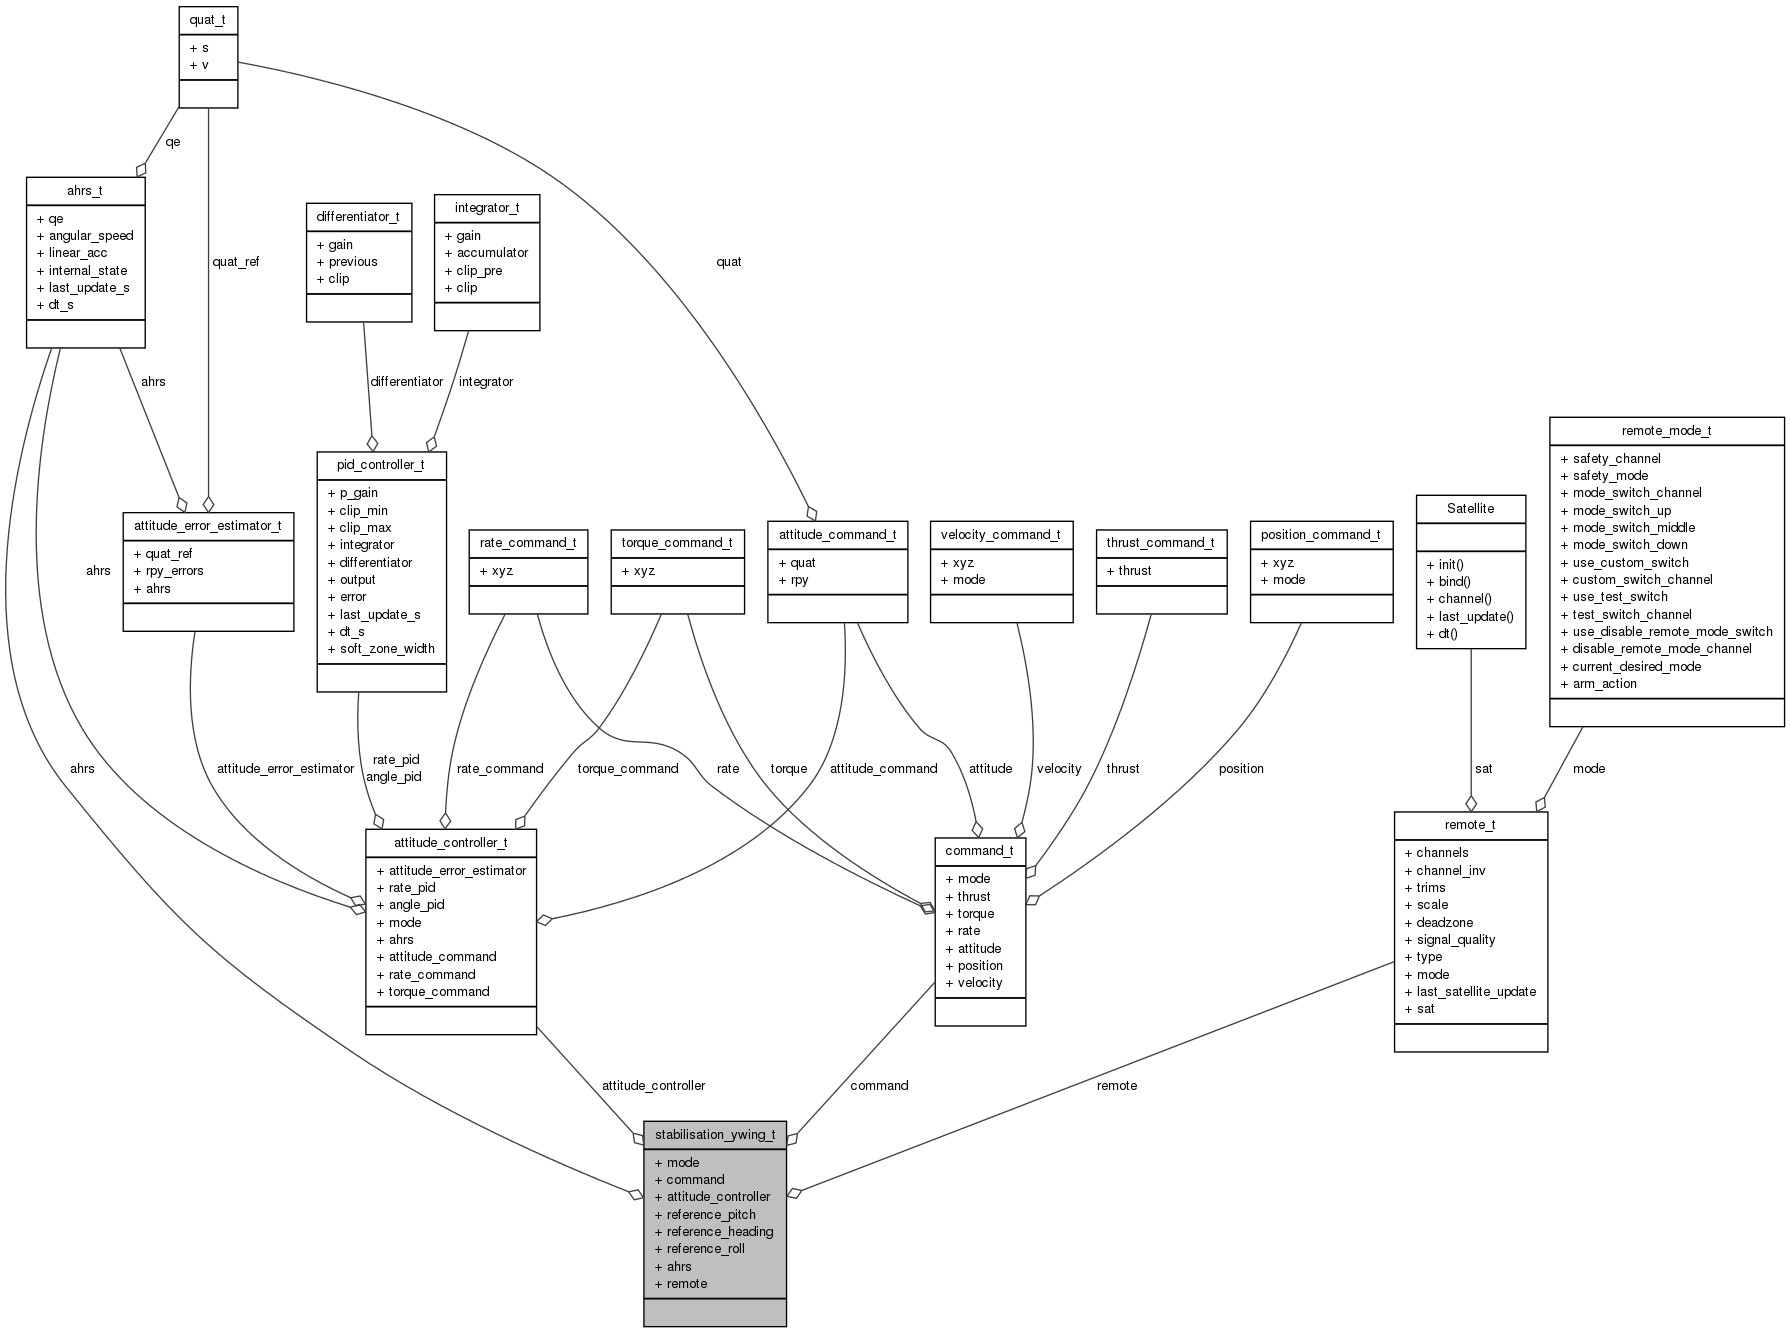 quat_t
+ s
+ v
qe
quat_ref
quat
ahrs_t
+ qe
+ angular_speed
+ linear_acc
+ internal_state
+ last_update_s
+ dt_s
differentiator_t
+ gain
+ previous
+ clip
integrator_t
+ gain
+ accumulator
+ clip_pre
+ clip
ahrs
differentiator
integrator
attitude_error_estimator_t
+ quat_ref
+ rpy_errors
+ ahrs
pid_controller_t
+ p_gain
+ clip_min
+ clip_max
+ integrator
+ differentiator
+ output
+ error
+ last_update_s
+ dt_s
+ soft_zone_width
rate_command_t
+ xyz
torque_command_t
+ xyz
attitude_command_t
+ quat
+ rpy
velocity_command_t
+ xyz
+ mode
thrust_command_t
+ thrust
position_command_t
+ xyz
+ mode
Satellite
+ init()
+ bind()
+ channel()
+ last_update()
+ dt()
remote_mode_t
+ safety_channel
+ safety_mode
+ mode_switch_channel
+ mode_switch_up
+ mode_switch_middle
+ mode_switch_down
+ use_custom_switch
+ custom_switch_channel
+ use_test_switch
+ test_switch_channel
+ use_disable_remote_mode_switch
+ disable_remote_mode_channel
+ current_desired_mode
+ arm_action
ahrs
ahrs
attitude_error_estimator
rate_pid
angle_pid
rate_command
torque_command
rate
torque
attitude_command
attitude
velocity
thrust
position
sat
mode
attitude_controller_t
+ attitude_error_estimator
+ rate_pid
+ angle_pid
+ mode
+ ahrs
+ attitude_command
+ rate_command
+ torque_command
command_t
+ mode
+ thrust
+ torque
+ rate
+ attitude
+ position
+ velocity
remote_t
+ channels
+ channel_inv
+ trims
+ scale
+ deadzone
+ signal_quality
+ type
+ mode
+ last_satellite_update
+ sat
attitude_controller
command
remote
stabilisation_ywing_t
+ mode
+ command
+ attitude_controller
+ reference_pitch
+ reference_heading
+ reference_roll
+ ahrs
+ remote